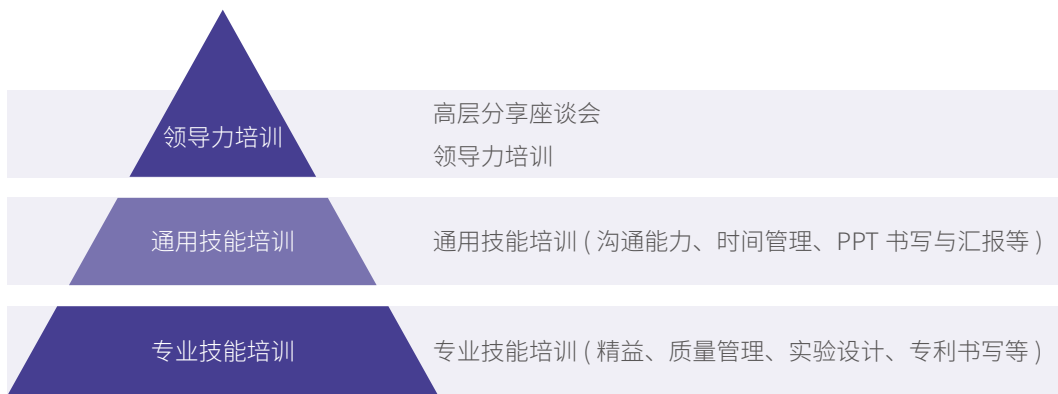 领导力培训
高层分享座谈会
领导力培训
通用技能培训
通用技能培训 ( 沟通能力、时间管理、PPT 书写与汇报等 )
专业技能培训
专业技能培训 ( 精益、质量管理、实验设计、专利书写等 )